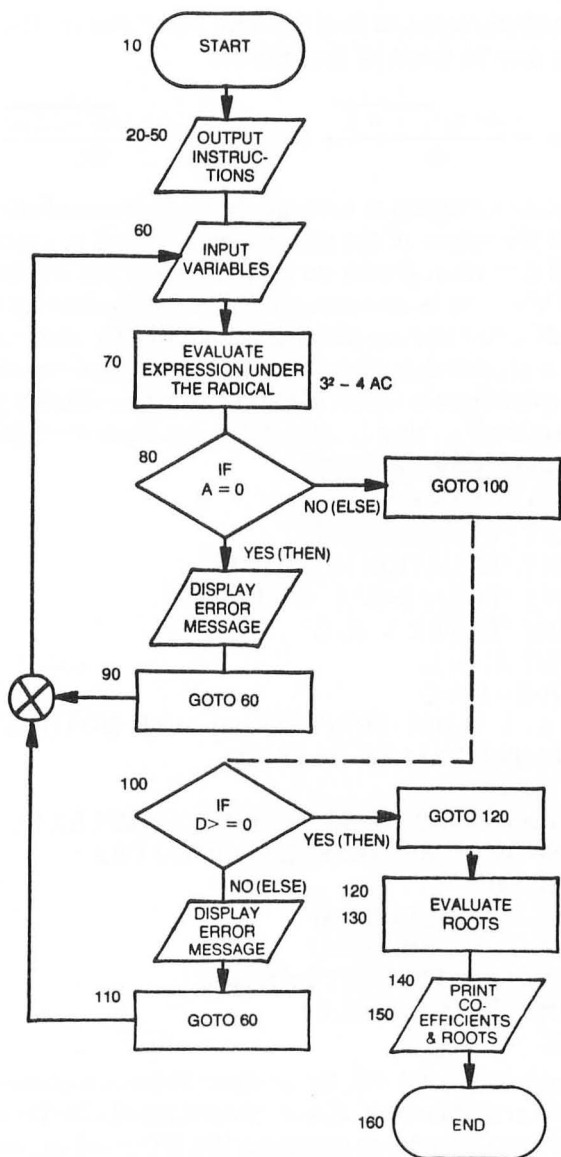 10
START
20-50
OUTPUT
INSTRUC-
TIONS
60
INPUT
VARIABLES
70
EVALUATE
EXPRESSION UNDER
THE RADICAL
3² – 4 AC
80
IF
A = 0
NO (ELSE)
GOTO 100
YES (THEN)
DISPLAY
ERROR
MESSAGE
90
GOTO 60
100
IF
D> = 0
YES (THEN)
GOTO 120
NO (ELSE)
DISPLAY
ERROR
MESSAGE
120
130
EVALUATE
ROOTS
110
GOTO 60
140
150
PRINT
CO-
EFFICIENTS
& ROOTS
160
END